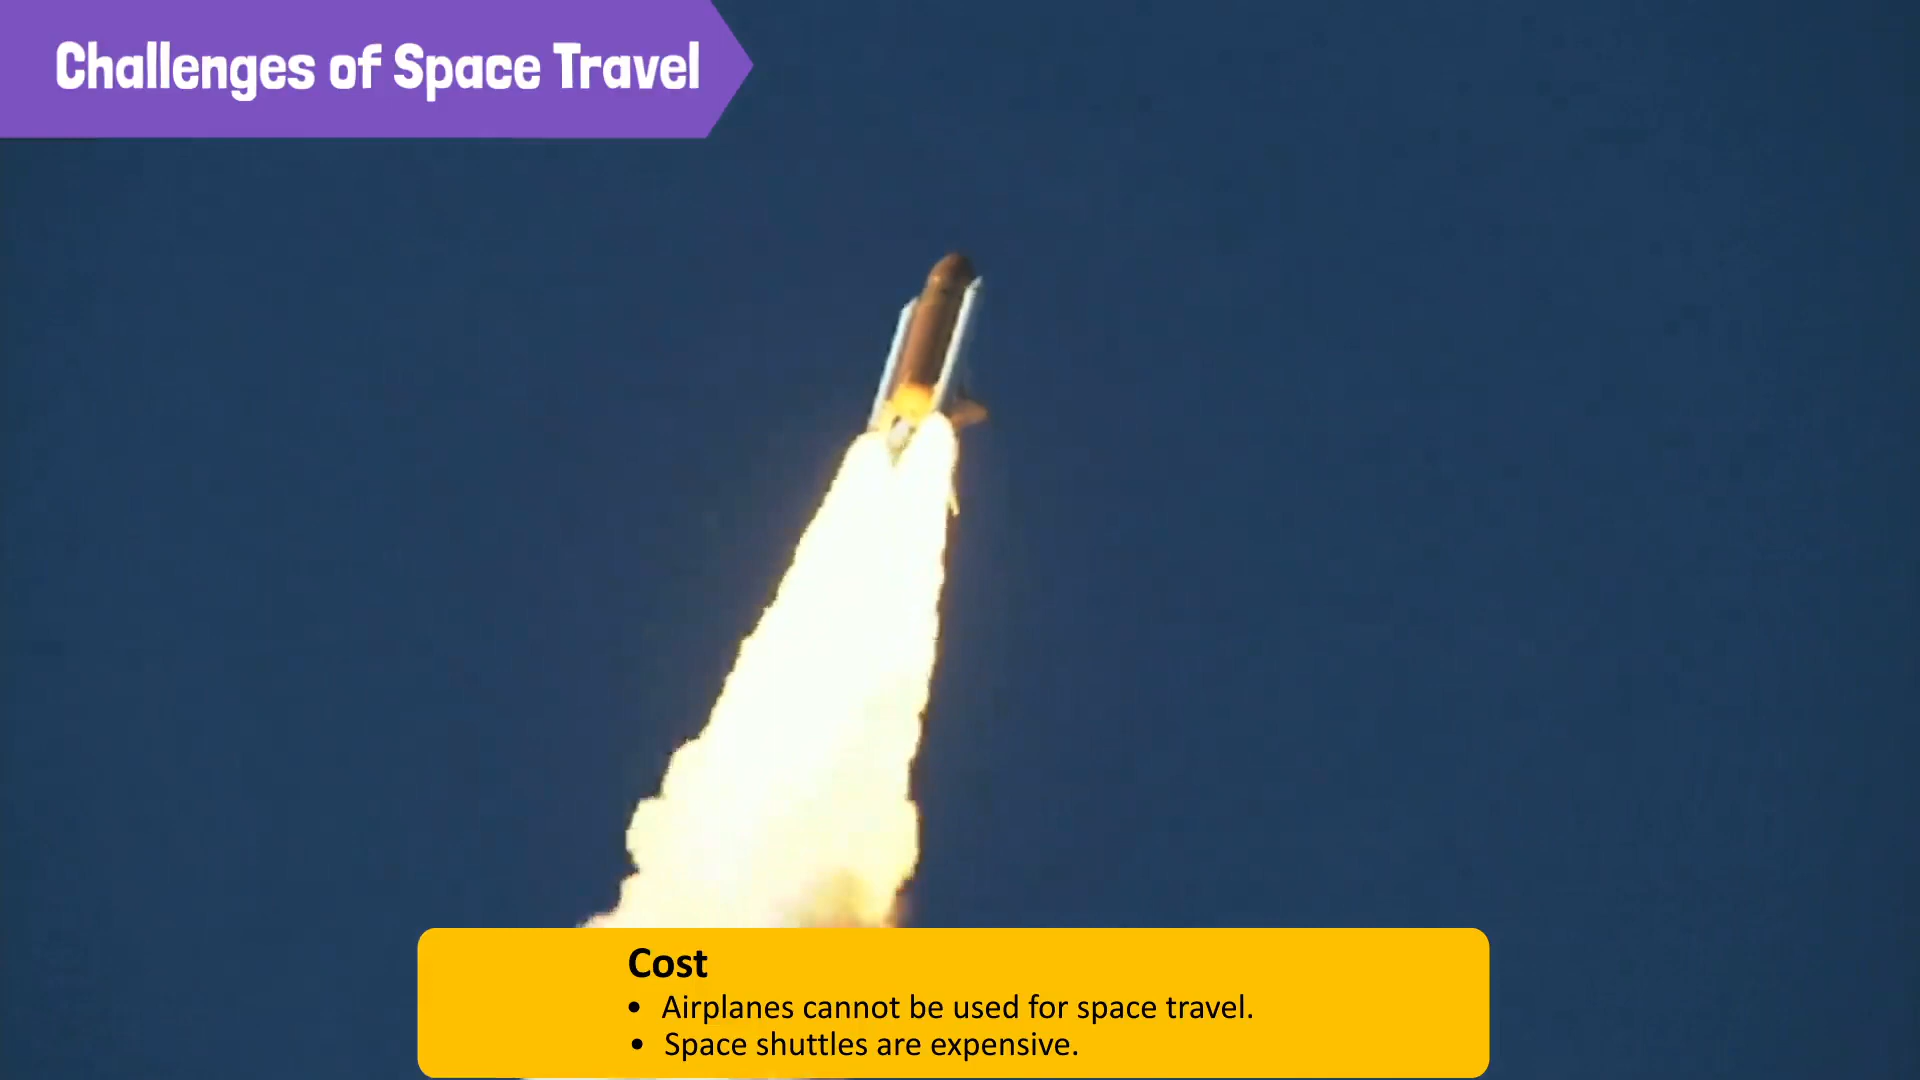 Challenges of Space Travel
Cost
• Airplanes cannot be used for space travel.
• Space shuttles are expensive.